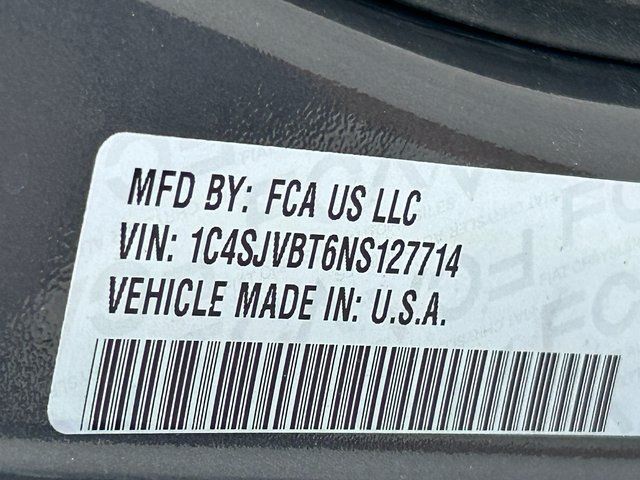 MFD BY: FCA US LLC
VIN: 1C4SJVBT6NS127714
VEHICLE MADE IN: U.S.A.